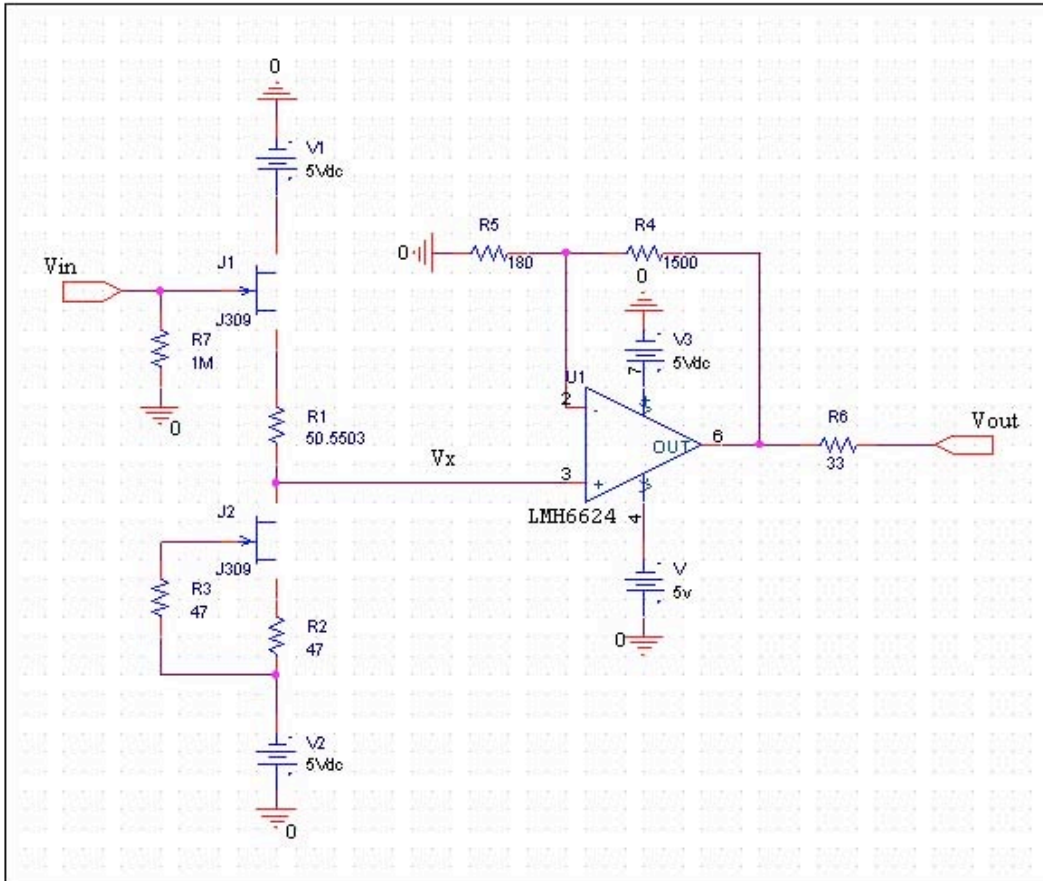 0
V1
5Vdc
R5
R4
0
180
1500
Vin
J1
0
J309
V3
5Vdc
R7
1M
7
U1
2
-
+
R6
Vout
R1
50.5503
OUT
6
33
0
Vx
3
+
J2
LMH6624
4
J309
R3
47
V
5v
R2
47
0
V2
5Vdc
0